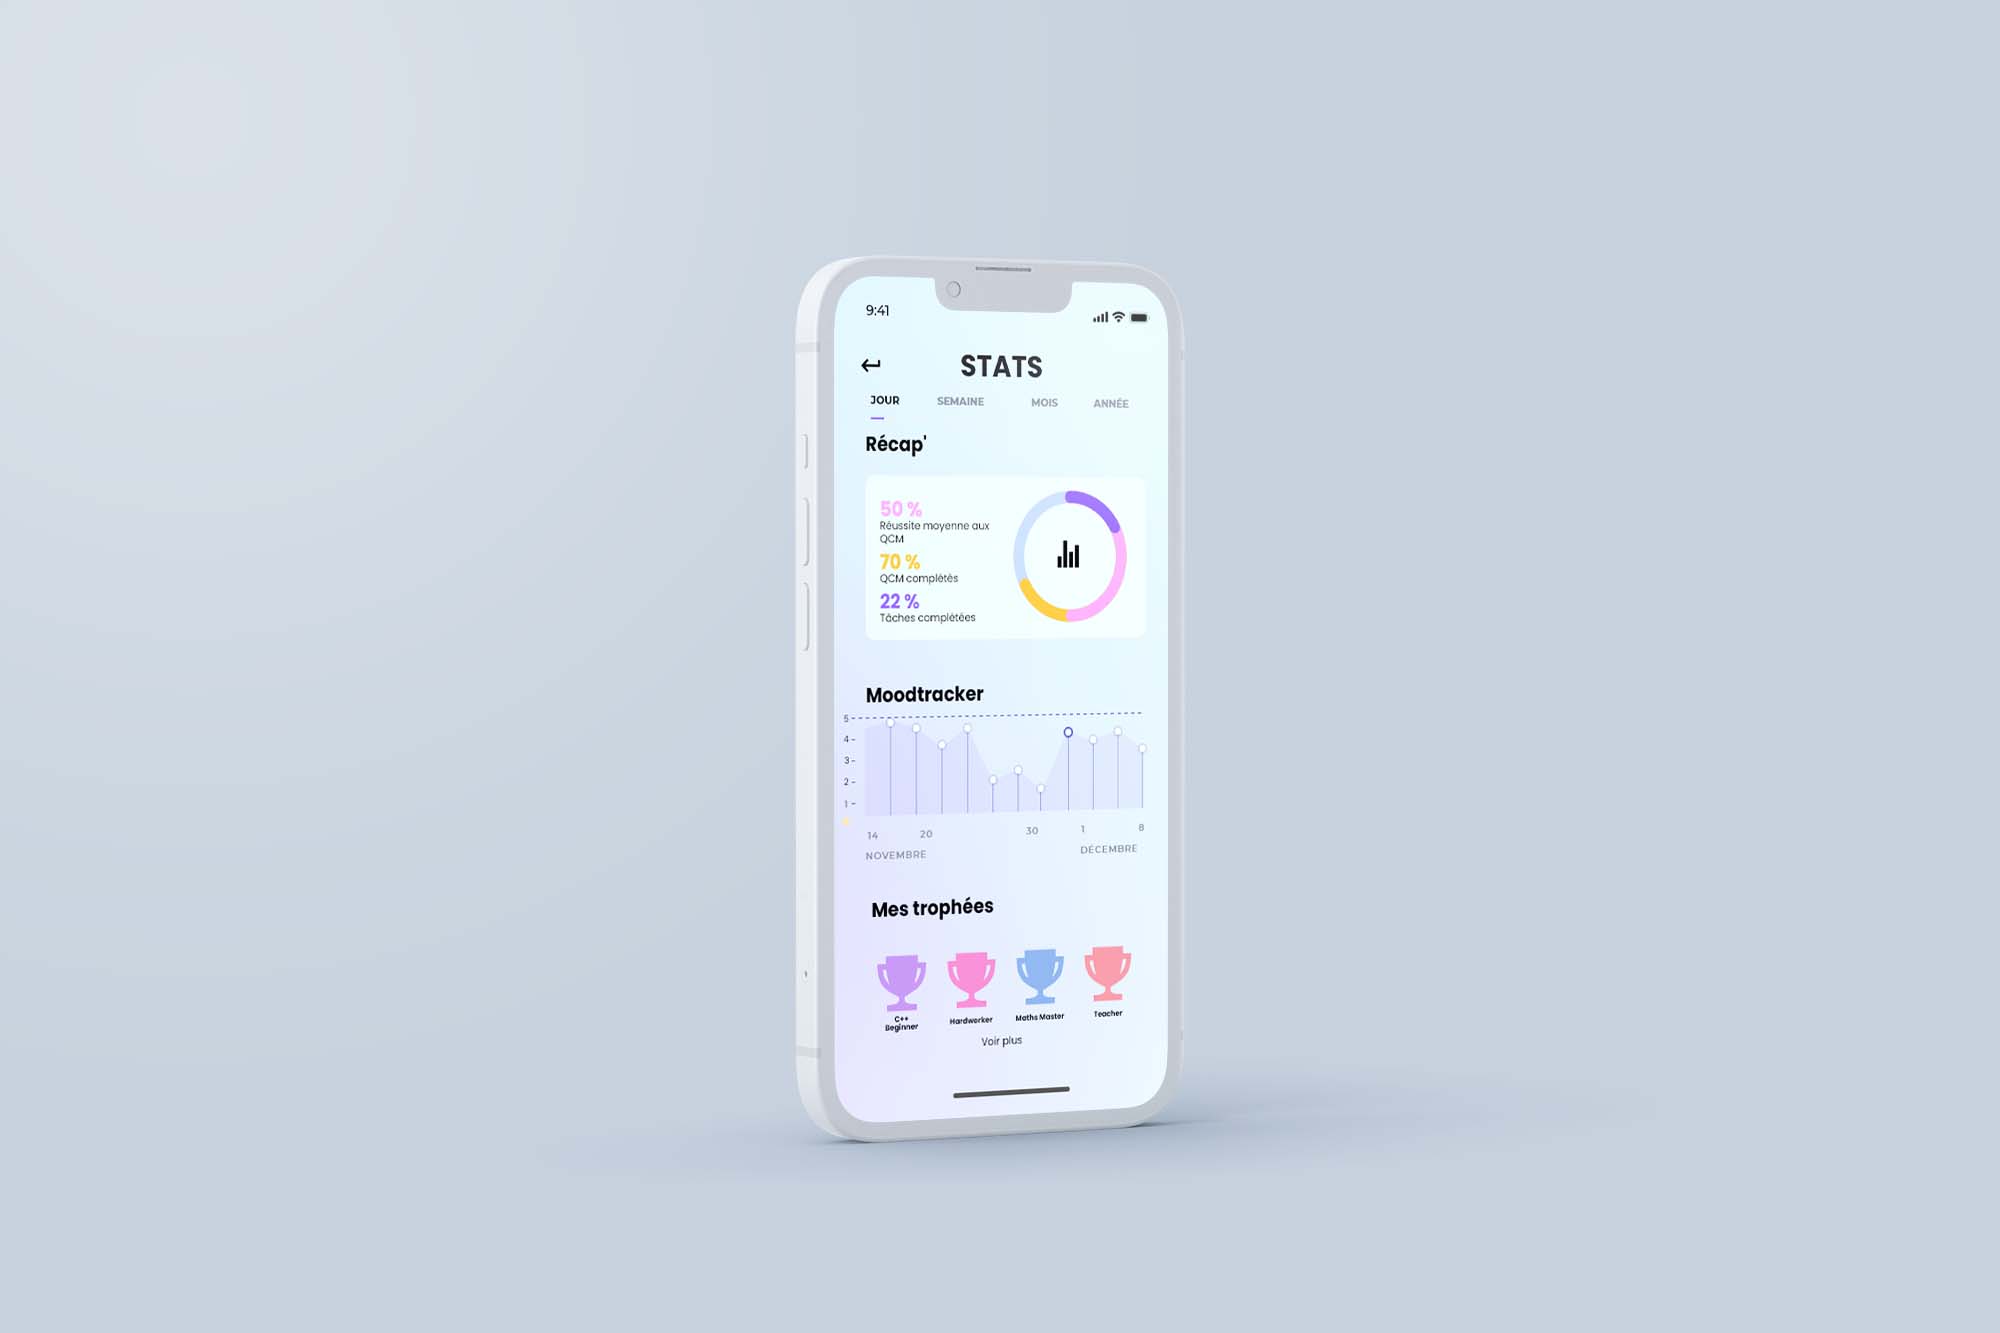 9:41
STATS
JOUR SEMAINE MOIS ANNÉE
Récap'
50 %
Réussite moyenne aux
QCM
70 %
QCM complétés
22 %
Tâches complétées
Moodtracker
5
4
3
2
1
14 20 30 1 8
NOVEMBRE DÉCEMBRE
Mes trophées
C++
Beginner
Hardworker
Maths Master
Teacher
Voir plus